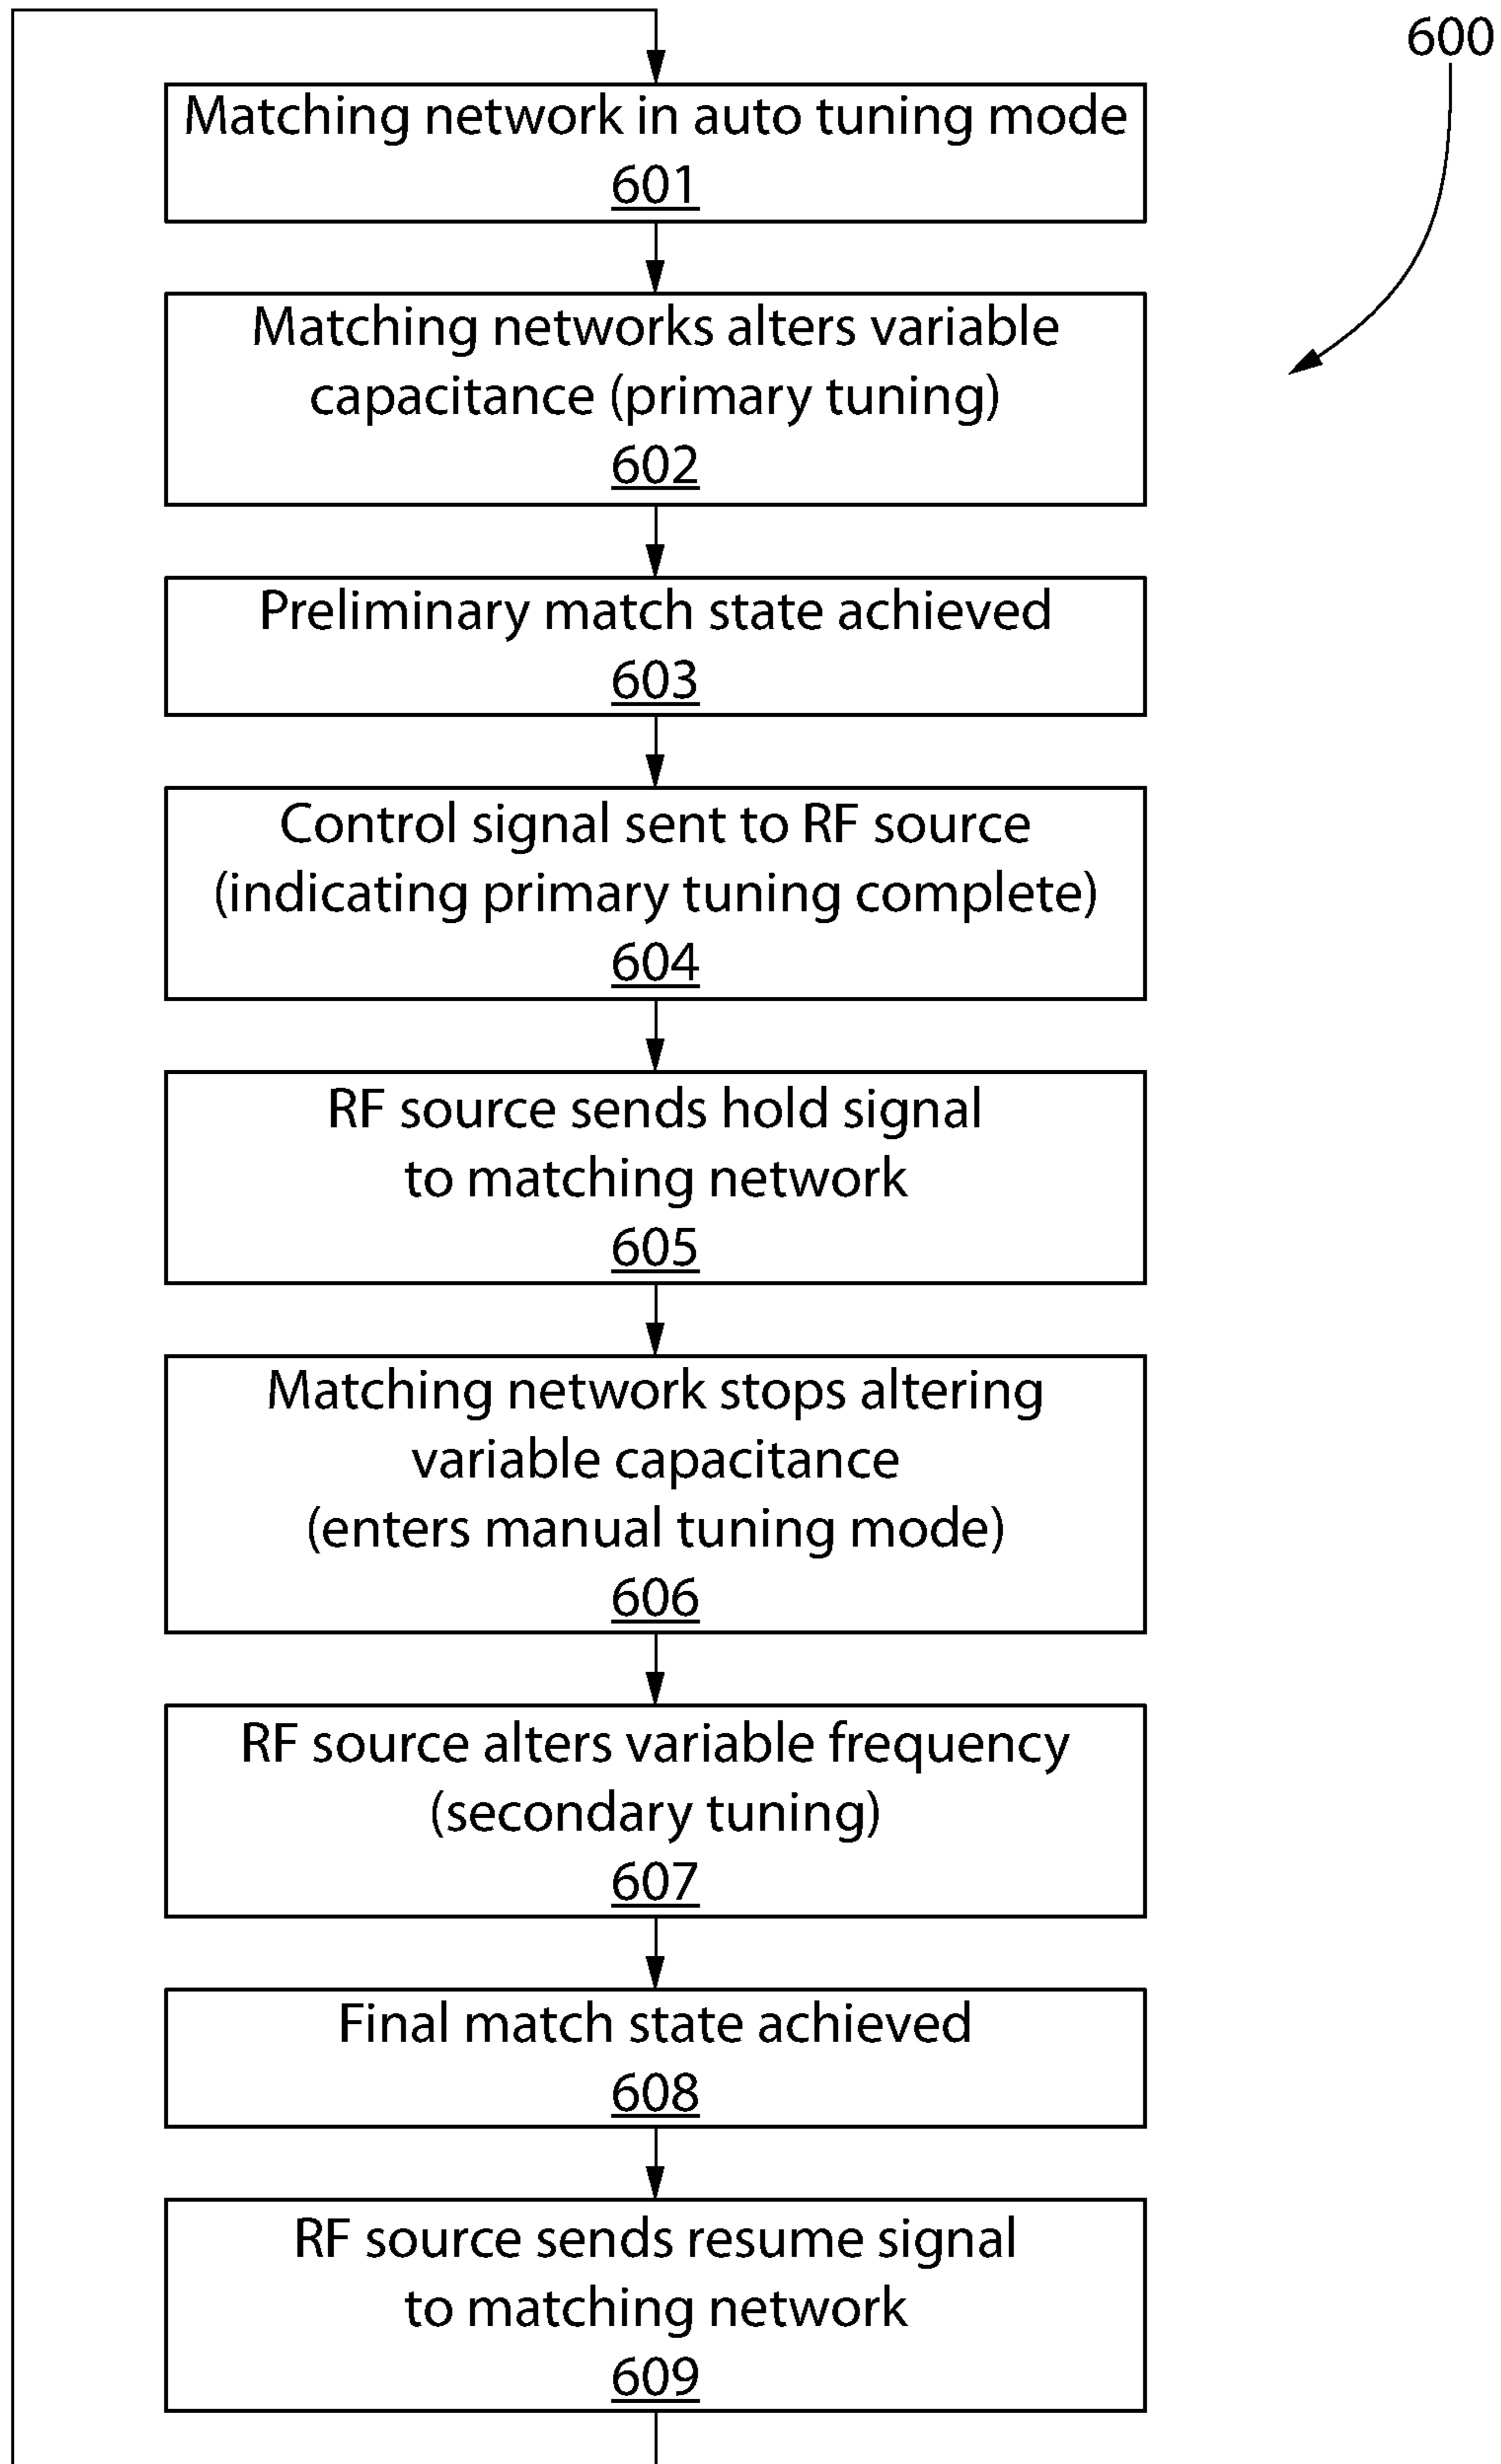 600
Matching network in auto tuning mode
601
Matching networks alters variable
capacitance (primary tuning)
602
Preliminary match state achieved
603
Control signal sent to RF source
(indicating primary tuning complete)
604
RF source sends hold signal
to matching network
605
Matching network stops altering
variable capacitance
(enters manual tuning mode)
606
RF source alters variable frequency
(secondary tuning)
607
Final match state achieved
608
RF source sends resume signal
to matching network
609